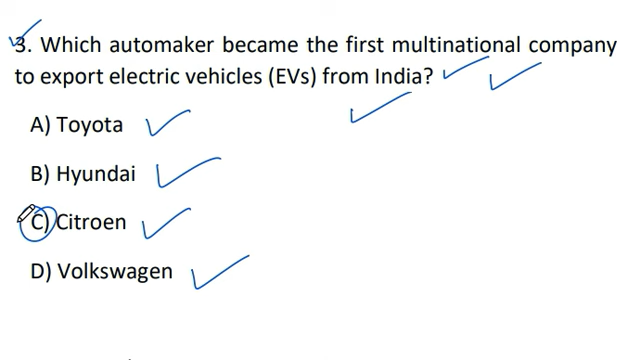 3. Which automaker became the first multinational company
to export electric vehicles (EVs) from India?
A) Toyota
B) Hyundai
C) Citroen
D) Volkswagen